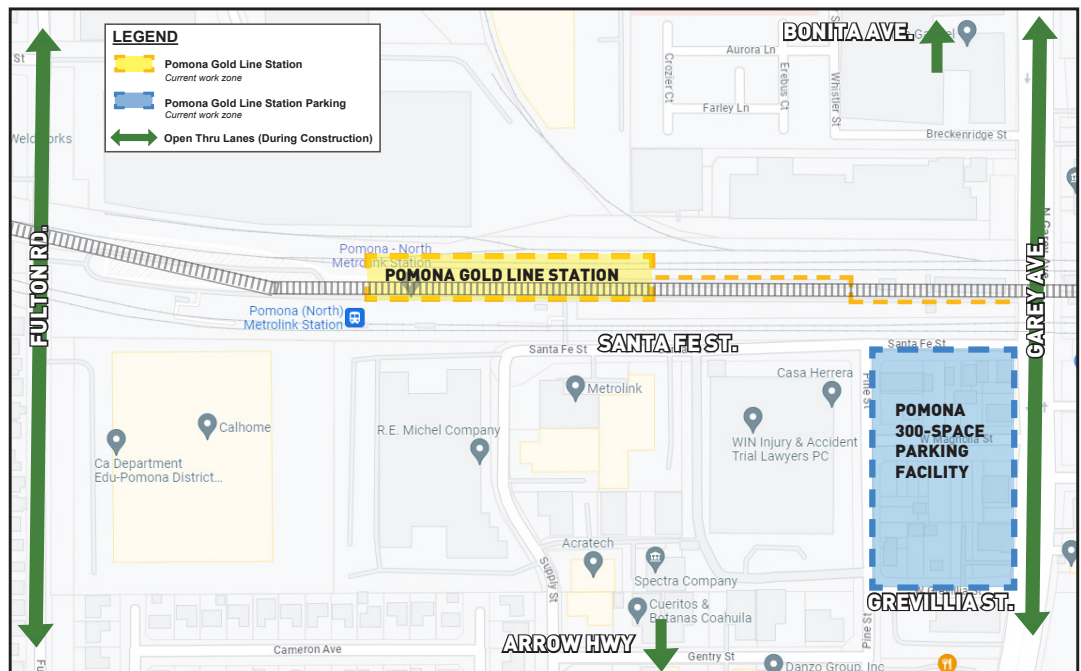 LEGEND
Pomona Gold Line Station
Current work zone
Pomona Gold Line Station Parking
Current work zone
Open Thru Lanes (During Construction)
BONITA AVE.
Aurora Ln
Crozier Ct
Erebus Ct
Whistler St
Farley Ln
Breckenridge St
St
FULTON RD.
GAREY AVE.
Pomona - North
Metrolink Station
POMONA GOLD LINE STATION
Pomona (North)
Metrolink Station
Santa Fe St
SANTA FE ST.
Santa Fe St
Metrolink
Casa Herrera
Pine St
Calhome
R.E. Michel Company
WIN Injury & Accident
Trial Lawyers PC
POMONA
300-SPACE
PARKING
FACILITY
W Magnolia St
Ca Department
Edu-Pomona District...
Acratech
Spectra Company
Supply St
Cueritos &
Botanas Coahuila
GREVILLIA ST.
Pine St
ARROW HWY
Cameron Ave
Gentry St
Danzo Group, Inc